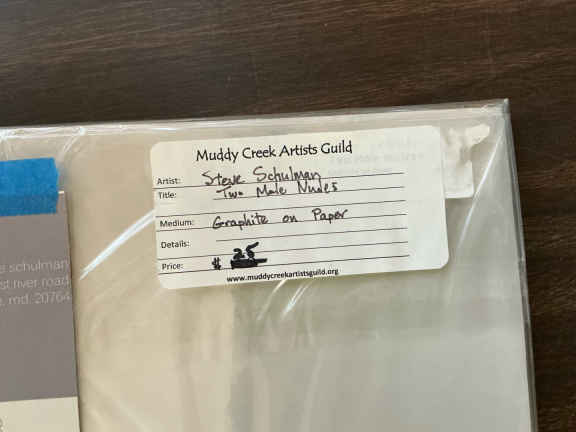 Muddy Creek Artists Guild
Artist: Steve Schulman
Title: Two Male Nudes
Medium: Graphite on Paper
Details:
Price: $ 25
www.muddycreekartistsguild.org
schulman
st river road
md. 20764